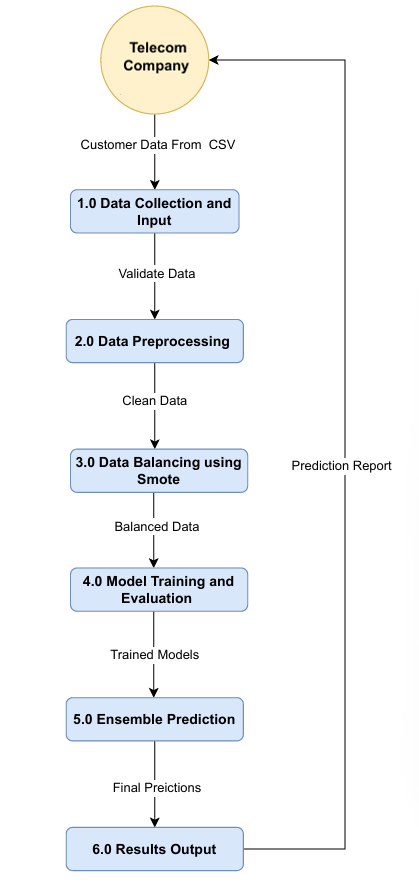 Telecom
Company
Customer Data From CSV
1.0 Data Collection and
Input
Validate Data
2.0 Data Preprocessing
Clean Data
3.0 Data Balancing using
Smote
Prediction Report
Balanced Data
4.0 Model Training and
Evaluation
Trained Models
5.0 Ensemble Prediction
Final Preictions
6.0 Results Output